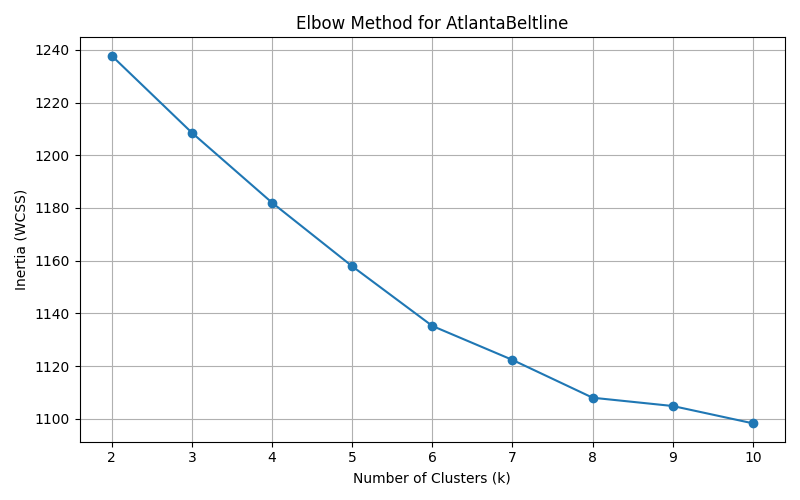 Elbow Method for AtlantaBeltline
Inertia (WCSS)
1240
1220
1200
1180
1160
1140
1120
1100
2 3 4 5 6 7 8 9 10
Number of Clusters (k)